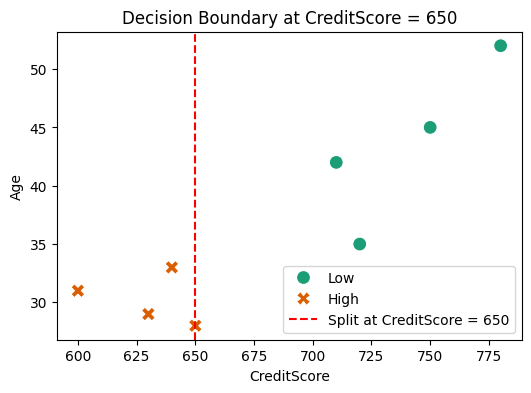 Decision Boundary at CreditScore = 650
Age
50
45
40
35
30
Low
High
Split at CreditScore = 650
600 625 650 675 700 725 750 775
CreditScore